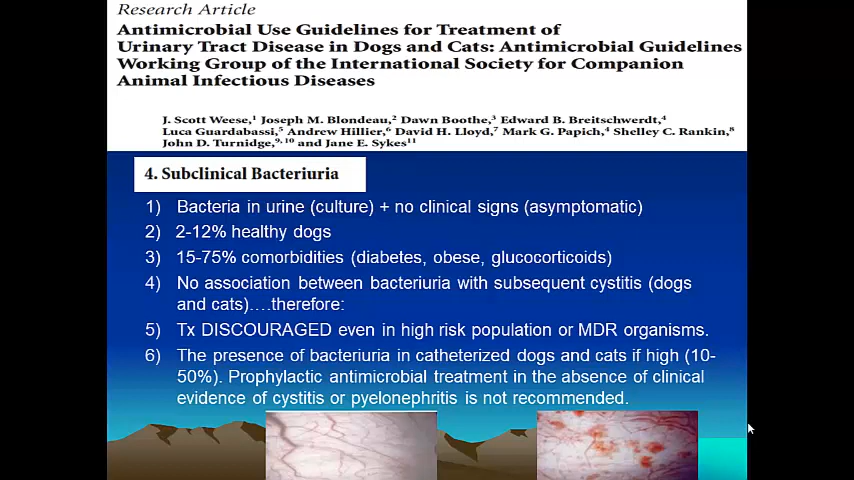 Research Article
Antimicrobial Use Guidelines for Treatment of
Urinary Tract Disease in Dogs and Cats: Antimicrobial Guidelines
Working Group of the International Society for Companion
Animal Infectious Diseases
J. Scott Weese,1 Joseph M. Blondeau,2 Dawn Boothe,3 Edward B. Breitschwerdt,4
Luca Guardabassi,5 Andrew Hillier,6 David H. Lloyd,7 Mark G. Papich,4 Shelley C. Rankin,8
John D. Turnidge,9, 10 and Jane E. Sykes11
4. Subclinical Bacteriuria
1) Bacteria in urine (culture) + no clinical signs (asymptomatic)
2) 2-12% healthy dogs
3) 15-75% comorbidities (diabetes, obese, glucocorticoids)
4) No association between bacteriuria with subsequent cystitis (dogs
and cats)….therefore:
5) Tx DISCOURAGED even in high risk population or MDR organisms.
6) The presence of bacteriuria in catheterized dogs and cats if high (10-
50%). Prophylactic antimicrobial treatment in the absence of clinical
evidence of cystitis or pyelonephritis is not recommended.